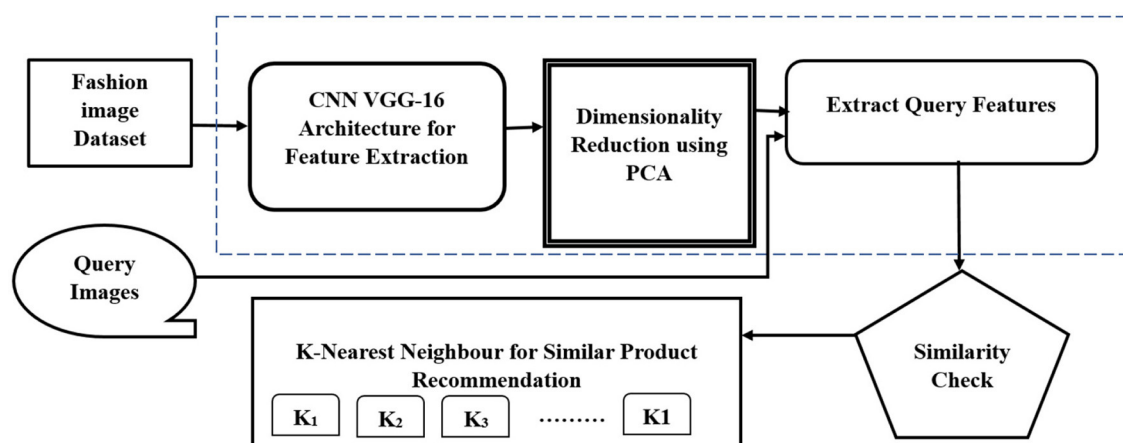 Fashion
image
Dataset
CNN VGG-16
Architecture for
Feature Extraction
Dimensionality
Reduction using
PCA
Extract Query Features
Query
Images
Similarity
Check
K-Nearest Neighbour for Similar Product
Recommendation
K₁ K₂ K₃ ......... K1